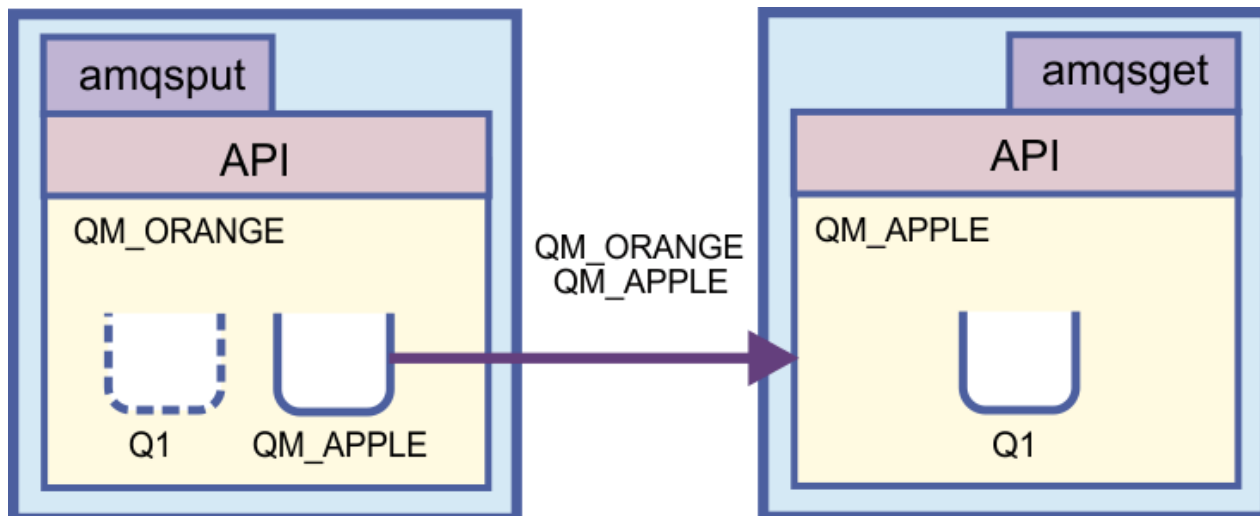 amqsput
API
QM_ORANGE
Q1
QM_APPLE
QM_ORANGE
QM_APPLE
amqsget
API
QM_APPLE
Q1